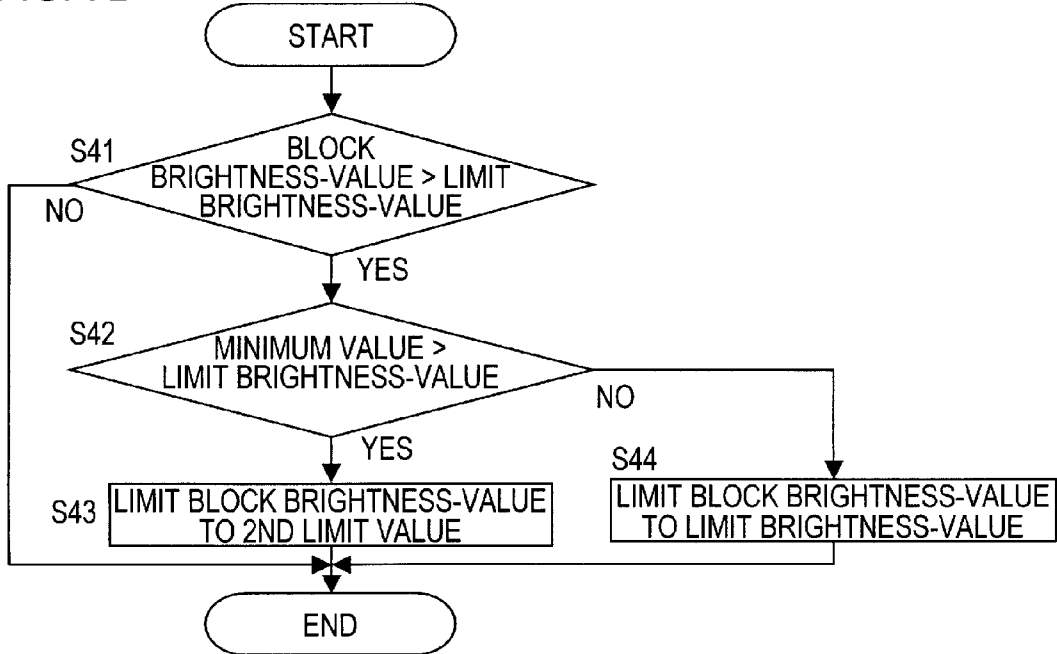 START
S41
BLOCK
BRIGHTNESS-VALUE > LIMIT
BRIGHTNESS-VALUE
NO
YES
S42
MINIMUM VALUE >
LIMIT BRIGHTNESS-VALUE
NO
YES
S43
LIMIT BLOCK BRIGHTNESS-VALUE
TO 2ND LIMIT VALUE
S44
LIMIT BLOCK BRIGHTNESS-VALUE
TO LIMIT BRIGHTNESS-VALUE
END